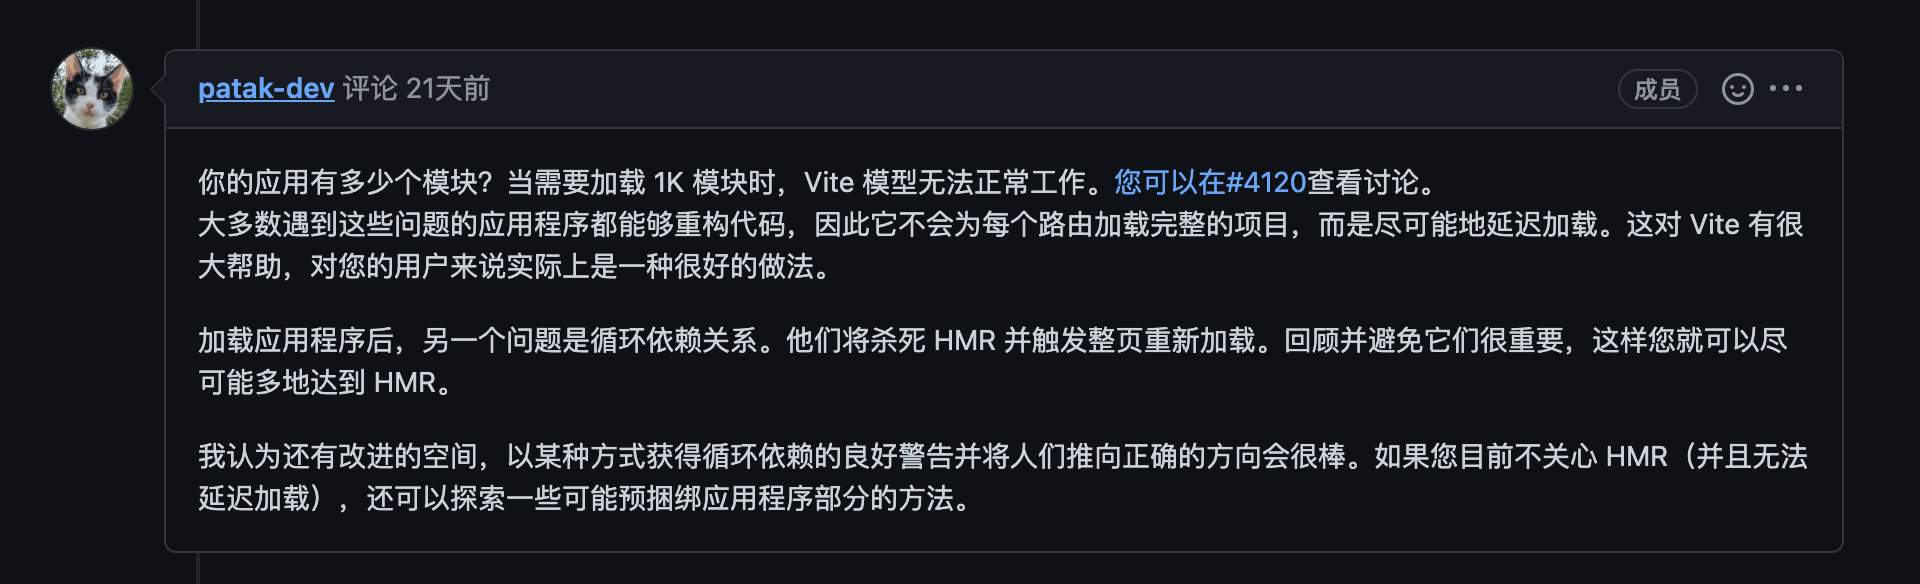 patak-dev 评论 21天前
成员
你的应用有多少个模块？当需要加载 1K 模块时，Vite 模型无法正常工作。您可以在#4120查看讨论。
大多数遇到这些问题的应用程序都能够重构代码，因此它不会为每个路由加载完整的项目，而是尽可能地延迟加载。这对 Vite 有很
大帮助，对您的用户来说实际上是一种很好的做法。
加载应用程序后，另一个问题是循环依赖关系。他们将杀死 HMR 并触发整页重新加载。回顾并避免它们很重要，这样您就可以尽
可能多地达到 HMR。
我认为还有改进的空间，以某种方式获得循环依赖的良好警告并将人们推向正确的方向会很棒。如果您目前不关心 HMR（并且无法
延迟加载），还可以探索一些可能预捆绑应用程序部分的方法。